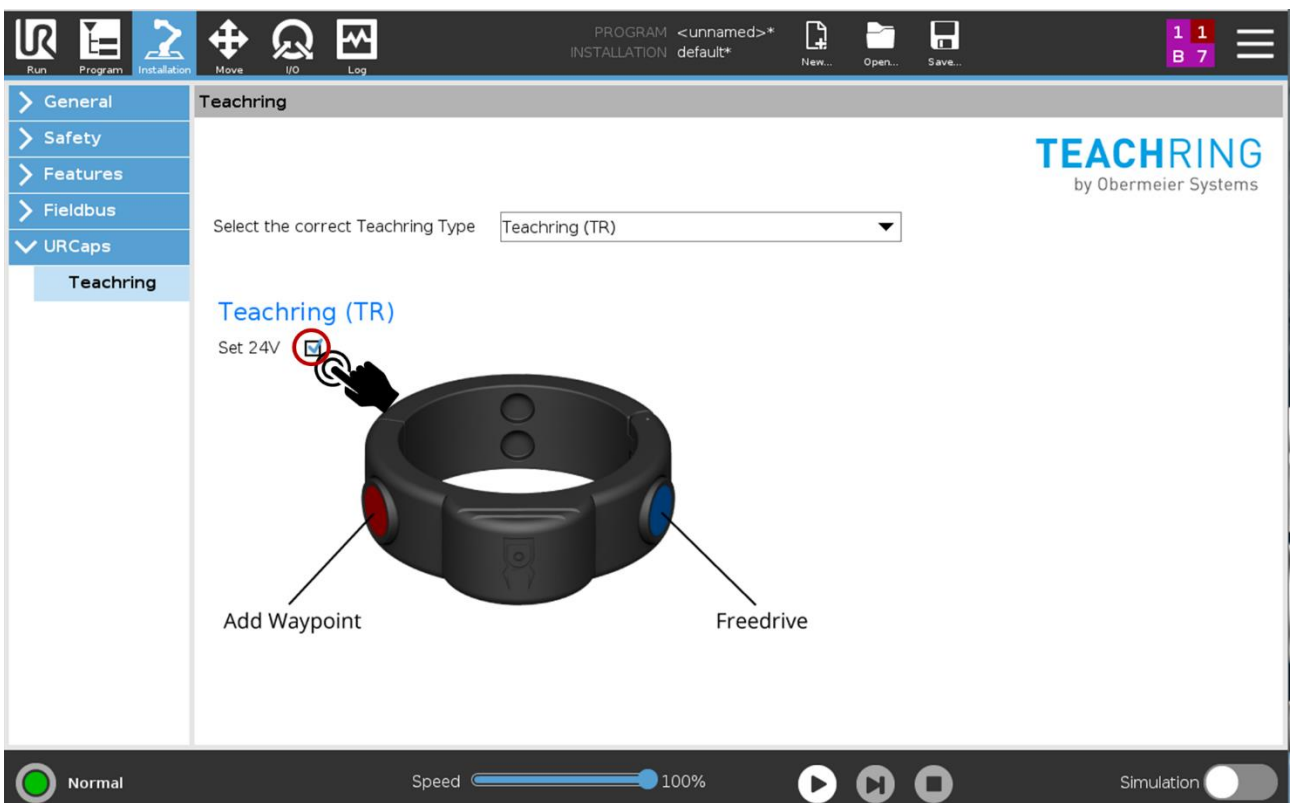 PROGRAM <unnamed>*
INSTALLATION default*
Run Program Installation Move I/O Log New... Open... Save...
1 1
B 7
General
Safety
Features
Fieldbus
URCaps
Teachring
Teachring
TEACHRING
by Obermeier Systems
Select the correct Teachring Type Teachring (TR)
Teachring (TR)
Set 24V
Add Waypoint Freedrive
Normal Speed 100% Simulation